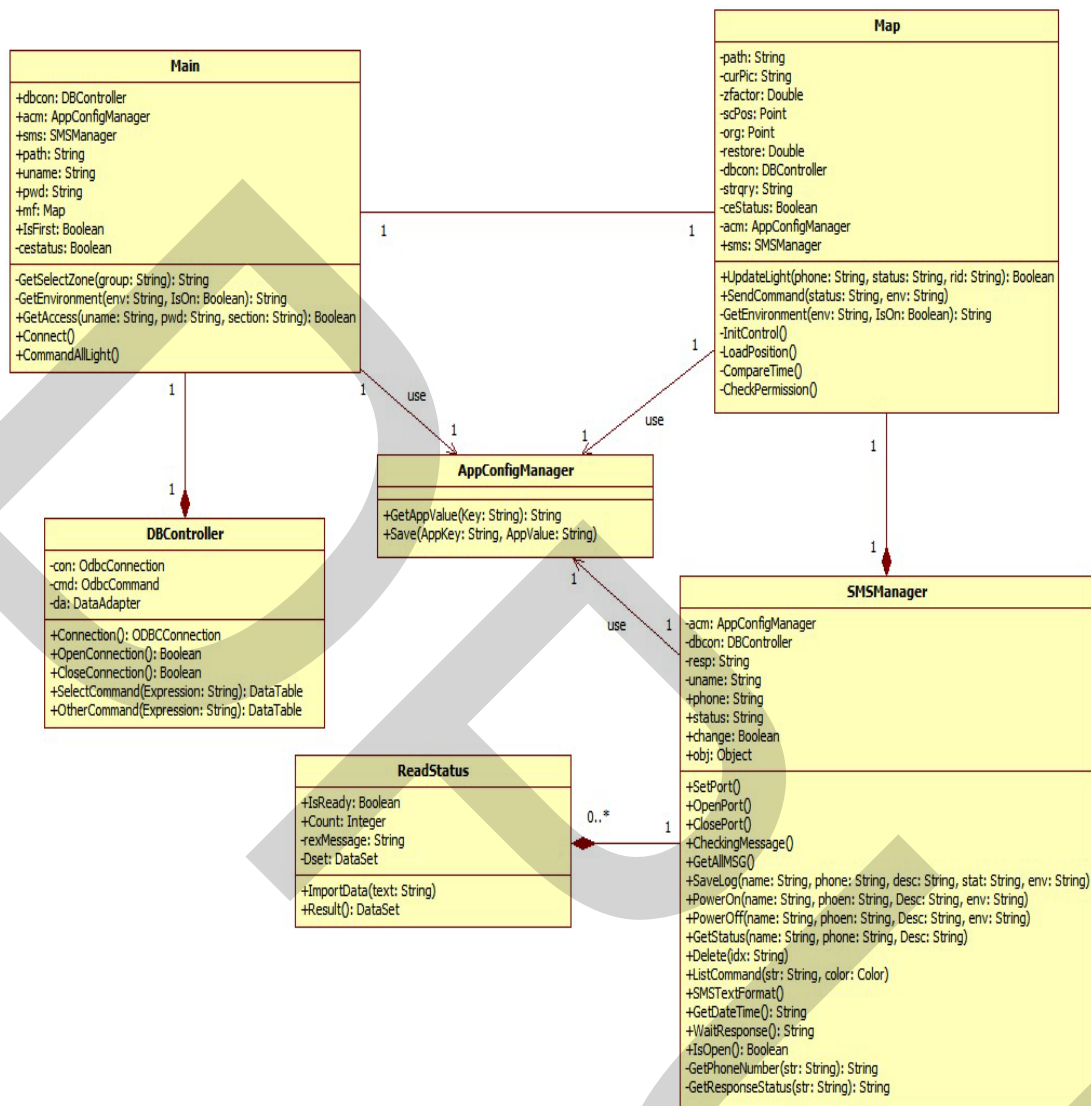 Main
+dbcon: DBController
+acm: AppConfigManager
+sms: SMSManager
+path: String
+uname: String
+pwd: String
+mf: Map
+IsFirst: Boolean
-cestatus: Boolean
-GetSelectZone(group: String): String
-GetEnvironment(env: String, IsOn: Boolean): String
+GetAccess(uname: String, pwd: String, section: String): Boolean
+Connect()
+CommandAllLight()
Map
-path: String
-curPic: String
-zfactor: Double
-scPos: Point
-org: Point
-restore: Double
-dbcon: DBController
-strqry: String
-ceStatus: Boolean
-acm: AppConfigManager
+sms: SMSManager
+UpdateLight(phone: String, status: String, rid: String): Boolean
+SendCommand(status: String, env: String)
-GetEnvironment(env: String, IsOn: Boolean): String
-InitControl()
-LoadPosition()
-CompareTime()
-CheckPermission()
1
1
1
1
use
1
1
use
1
1
1
AppConfigManager
+GetAppValue(Key: String): String
+Save(AppKey: String, AppValue: String)
1
use
1
1
DBController
-con: OdbcConnection
-cmd: OdbcCommand
-da: DataAdapter
+Connection(): ODBCConnection
+OpenConnection(): Boolean
+CloseConnection(): Boolean
+SelectCommand(Expression: String): DataTable
+OtherCommand(Expression: String): DataTable
ReadStatus
+IsReady: Boolean
+Count: Integer
-rexMessage: String
-Dset: DataSet
+ImportData(text: String)
+Result(): DataSet
0..*
1
SMSManager
-acm: AppConfigManager
-dbcon: DBController
-resp: String
-uname: String
+phone: String
+status: String
+change: Boolean
+obj: Object
+SetPort()
+OpenPort()
+ClosePort()
+CheckingMessage()
+GetAllMSG()
+SaveLog(name: String, phone: String, desc: String, stat: String, env: String)
+PowerOn(name: String, phoen: String, Desc: String, env: String)
+PowerOff(name: String, phoen: String, Desc: String, env: String)
+GetStatus(name: String, phone: String, Desc: String)
+Delete(idx: String)
+ListCommand(str: String, color: Color)
+SMSTextFormat()
+GetDateTime(): String
+WaitResponse(): String
+IsOpen(): Boolean
-GetPhoneNumber(str: String): String
-GetResponseStatus(str: String): String